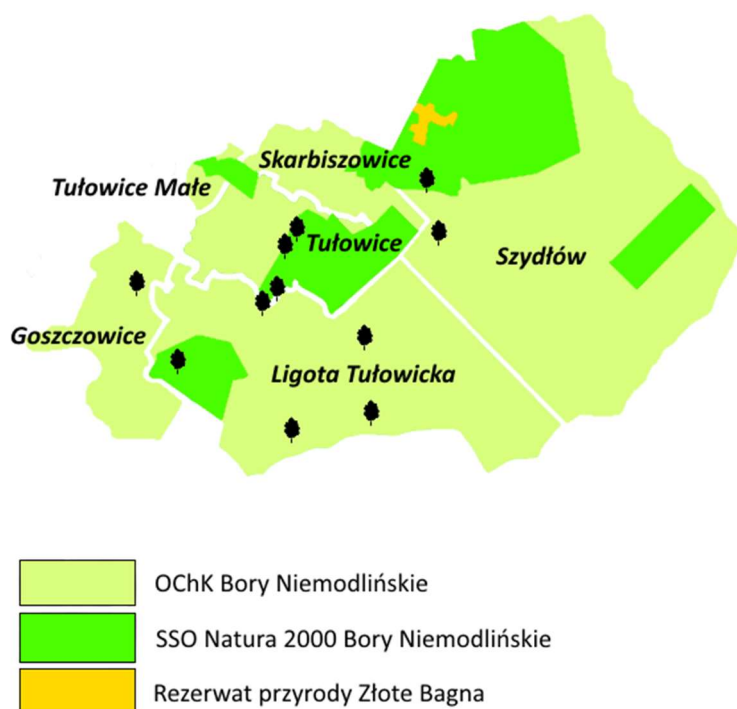 Skarbiszowice
Tułowice Małe
Tułowice
Szydłów
Goszczowice
Ligota Tułowicka
OChK Bory Niemodlińskie
SSO Natura 2000 Bory Niemodlińskie
Rezerwat przyrody Złote Bagna